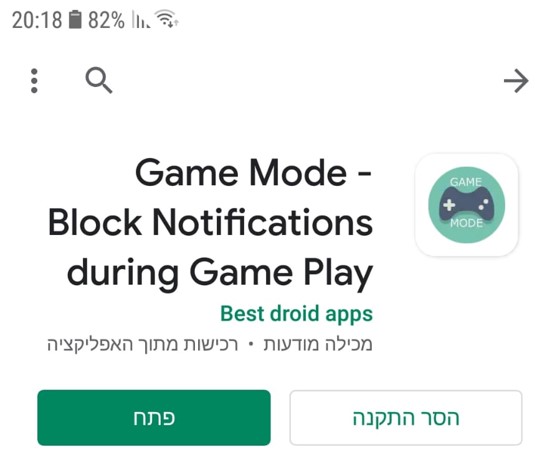 20:18 82%
Game Mode -
Block Notifications
during Game Play
GAME
MODE
Best droid apps
מכילה מודעות • רכישות מתוך האפליקציה
הסר התקנה
פתח